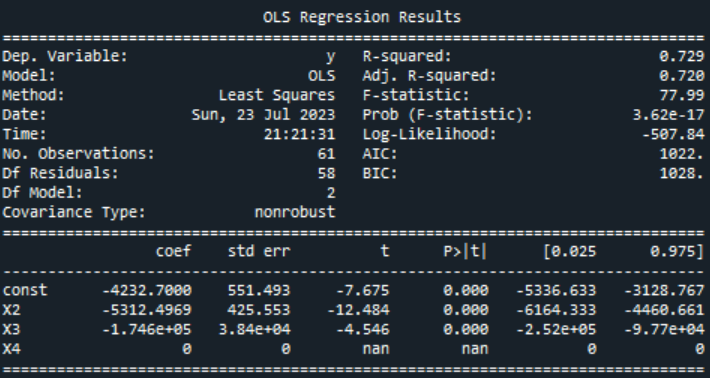 OLS Regression Results
==============================================================================
Dep. Variable:                      y   R-squared:                       0.729
Model:                            OLS   Adj. R-squared:                  0.720
Method:                 Least Squares   F-statistic:                     77.99
Date:                Sun, 23 Jul 2023   Prob (F-statistic):           3.62e-17
Time:                        21:21:31   Log-Likelihood:                -507.84
No. Observations:                  61   AIC:                             1022.
Df Residuals:                      58   BIC:                             1028.
Df Model:                           2
Covariance Type:            nonrobust
==============================================================================
coef    std err          t      P>|t|      [0.025      0.975]
------------------------------------------------------------------------------
const      -4232.7000    551.493     -7.675      0.000   -5336.633   -3128.767
X2         -5312.4969    425.553    -12.484      0.000   -6164.333   -4460.661
X3         -1.746e+05   3.84e+04     -4.546      0.000   -2.52e+05   -9.77e+04
X4                  0          0        nan        nan           0           0
==============================================================================